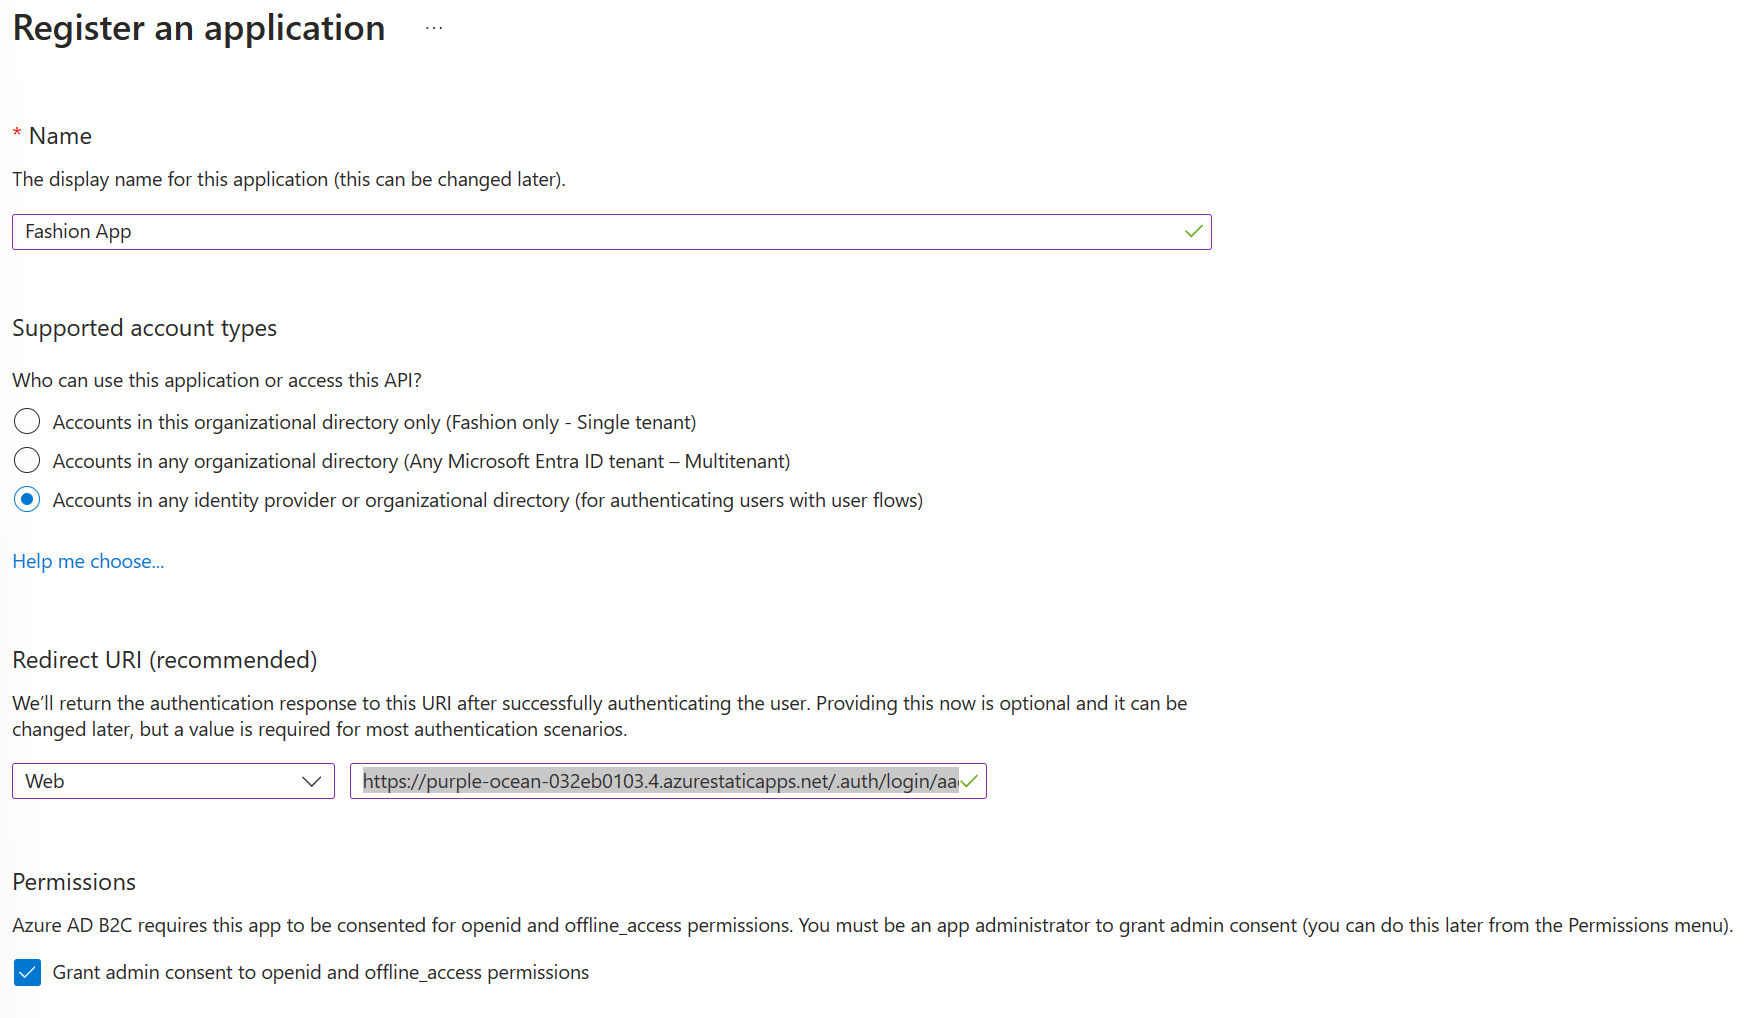 Register an application ...
* Name
The display name for this application (this can be changed later).
Fashion App
Supported account types
Who can use this application or access this API?
Accounts in this organizational directory only (Fashion only - Single tenant)
Accounts in any organizational directory (Any Microsoft Entra ID tenant – Multitenant)
Accounts in any identity provider or organizational directory (for authenticating users with user flows)
Help me choose...
Redirect URI (recommended)
We’ll return the authentication response to this URI after successfully authenticating the user. Providing this now is optional and it can be
changed later, but a value is required for most authentication scenarios.
Web https://purple-ocean-032eb0103.4.azurestaticapps.net/.auth/login/aa
Permissions
Azure AD B2C requires this app to be consented for openid and offline_access permissions. You must be an app administrator to grant admin consent (you can do this later from the Permissions menu).
Grant admin consent to openid and offline_access permissions